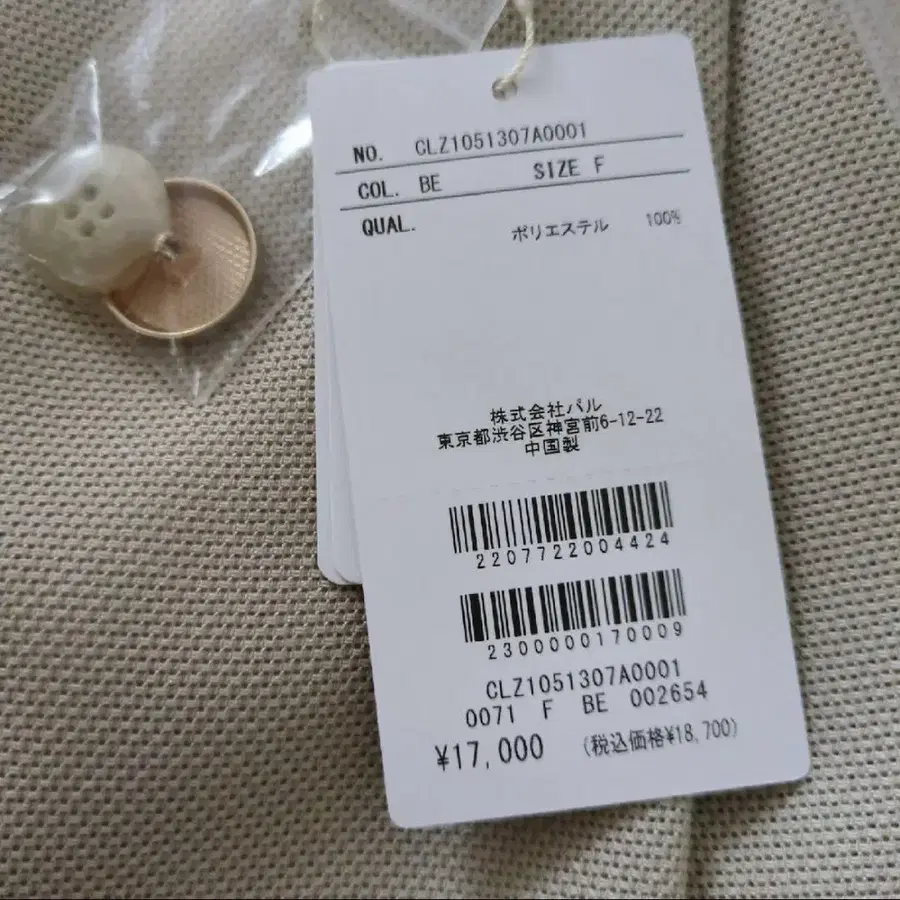 NO. CLZ1051307A0001
COL. BE SIZE F
QUAL. ポリエステル 100%
株式会社パル
東京都渋谷区神宮前6-12-22
中国製
2207722004424
2300000170009
CLZ1051307A0001
0071 F BE 002654
¥17,000 (税込価格¥18,700)